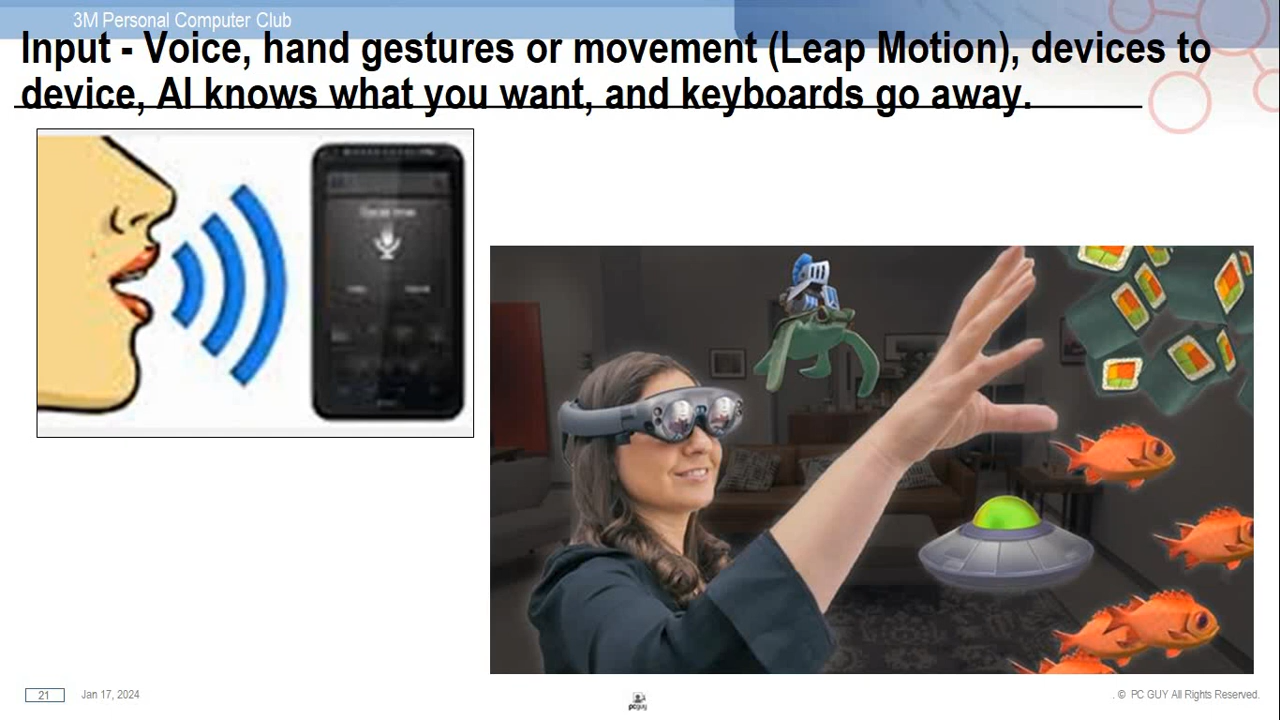 3M Personal Computer Club
Input - Voice, hand gestures or movement (Leap Motion), devices to
device, AI knows what you want, and keyboards go away.
21
Jan 17, 2024
. © PC GUY All Rights Reserved.